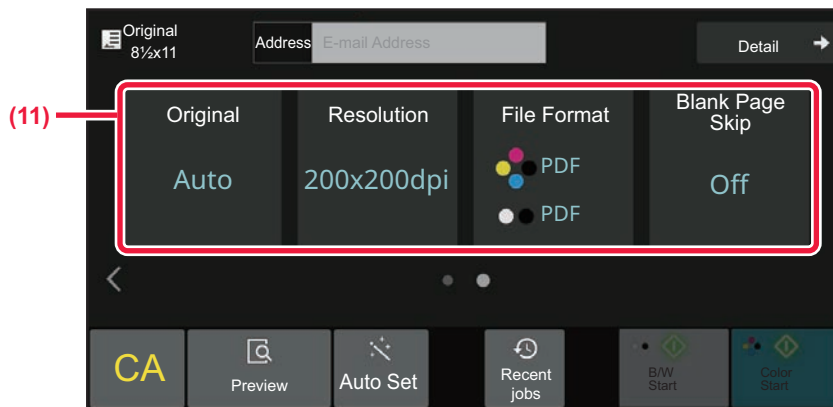 Original
8½x11
Address
E-mail Address
Detail
(11)
Original
Resolution
File Format
Blank Page
Skip
Auto
200x200dpi
PDF
PDF
Off
CA
Preview
Auto Set
Recent
jobs
B/W
Start
Color
Start